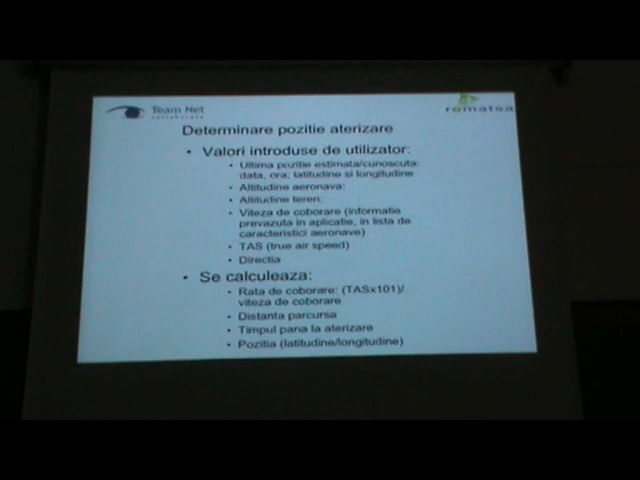 Team Net
romatsa
Determinare pozitie aterizare
• Valori introduse de utilizator:
• Ultima pozitie estimata/cunoscuta:
data, ora; latitudine si longitudine
• Altitudine aeronava:
• Altitudine teren:
• Viteza de coborare (informatie
prevazuta in aplicatie, in lista de
caracteristici aeronave)
• TAS (true air speed)
• Directia
• Se calculeaza:
• Rata de coborare: (TASx101)/
viteza de coborare
• Distanta parcursa
• Timpul pana la aterizare
• Pozitia (latitudine/longitudine)